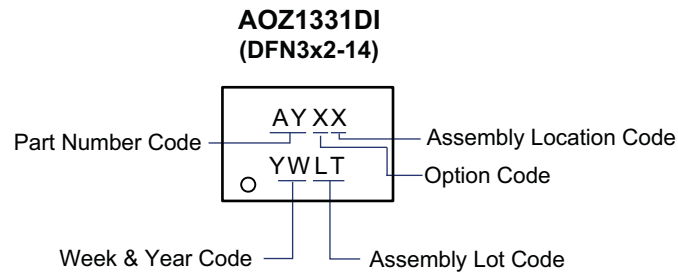 AOZ1331DI
(DFN3x2-14)
AYXX
Part Number Code
Assembly Location Code
YWLT
Option Code
Week & Year Code
Assembly Lot Code